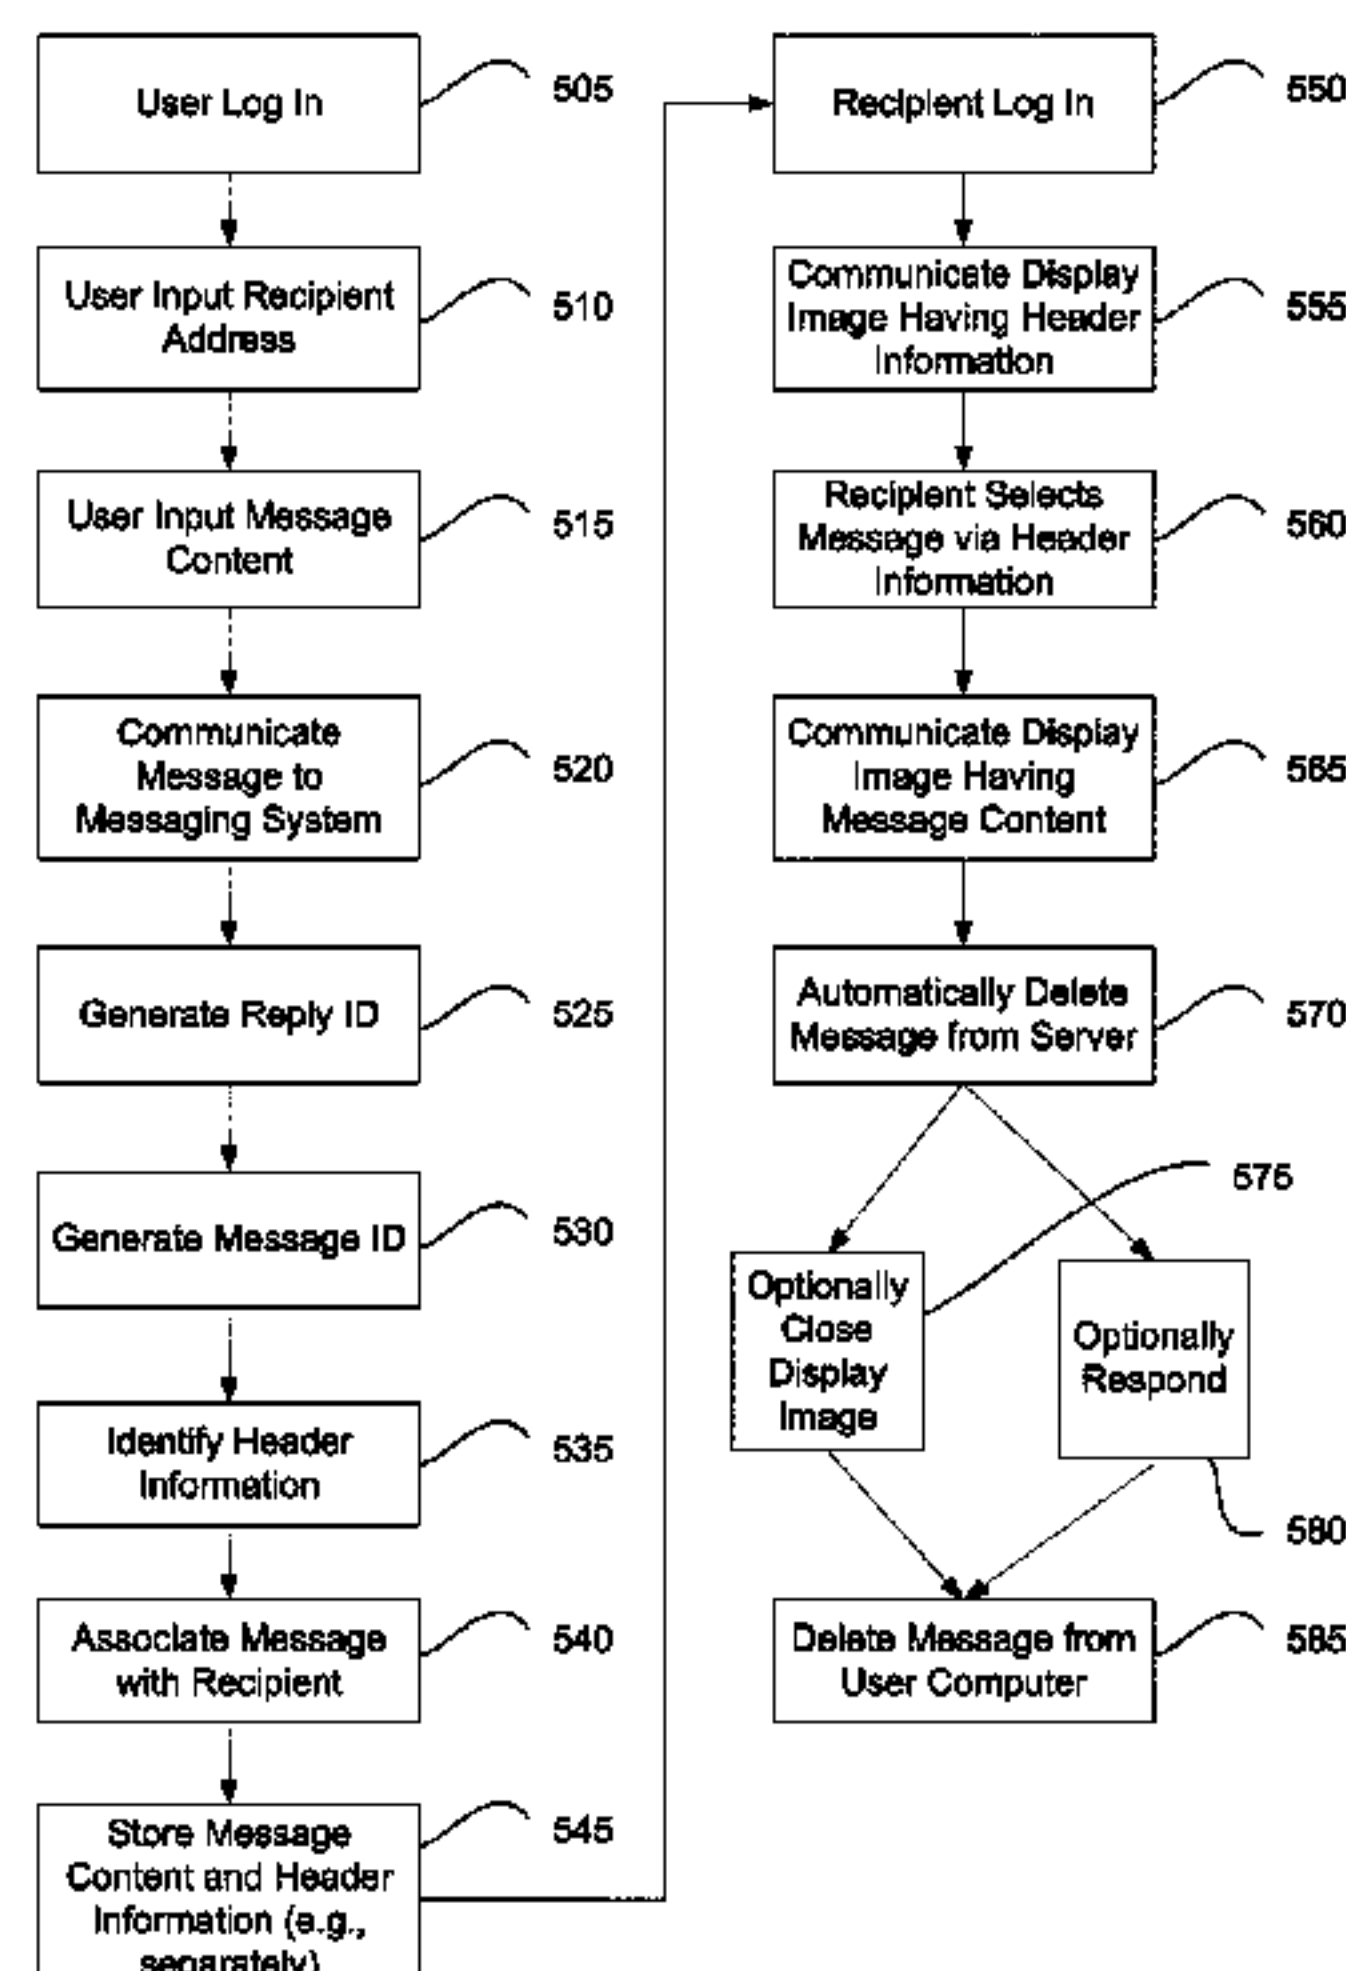 User Log In
505
User Input Recipient
Address
510
User Input Message
Content
515
Communicate
Message to
Messaging System
520
Generate Reply ID
525
Generate Message ID
530
Identify Header
Information
535
Associate Message
with Recipient
540
Store Message
Content and Header
Information (e.g.,
separately)
545
Recipient Log In
550
Communicate Display
Image Having Header
Information
555
Recipient Selects
Message via Header
Information
560
Communicate Display
Image Having
Message Content
565
Automatically Delete
Message from Server
570
Optionally
Close
Display
Image
575
Optionally
Respond
580
Delete Message from
User Computer
585